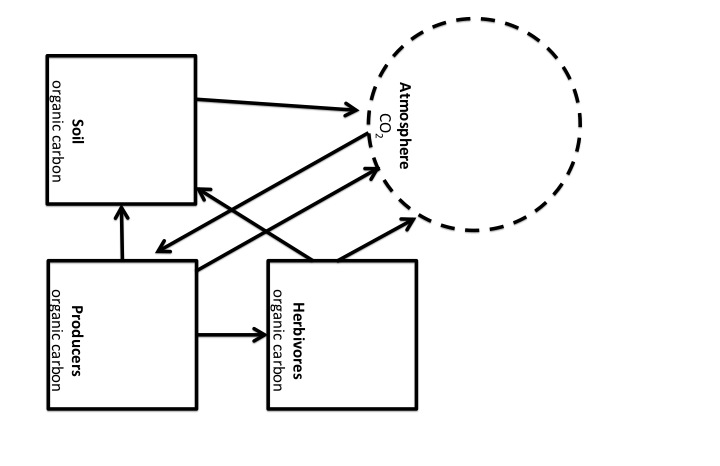 Soil
organic carbon
Atmosphere
CO₂
Producers
organic carbon
Herbivores
organic carbon